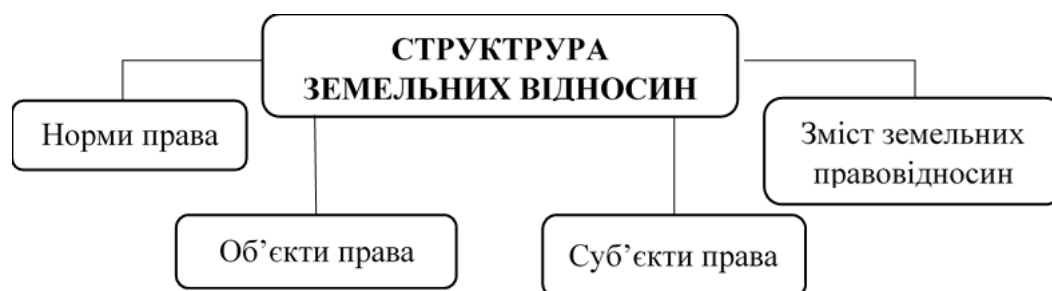 СТРУКТРУРА
ЗЕМЕЛЬНИХ ВІДНОСИН
Норми права
Зміст земельних
правовідносин
Об’єкти права
Суб’єкти права